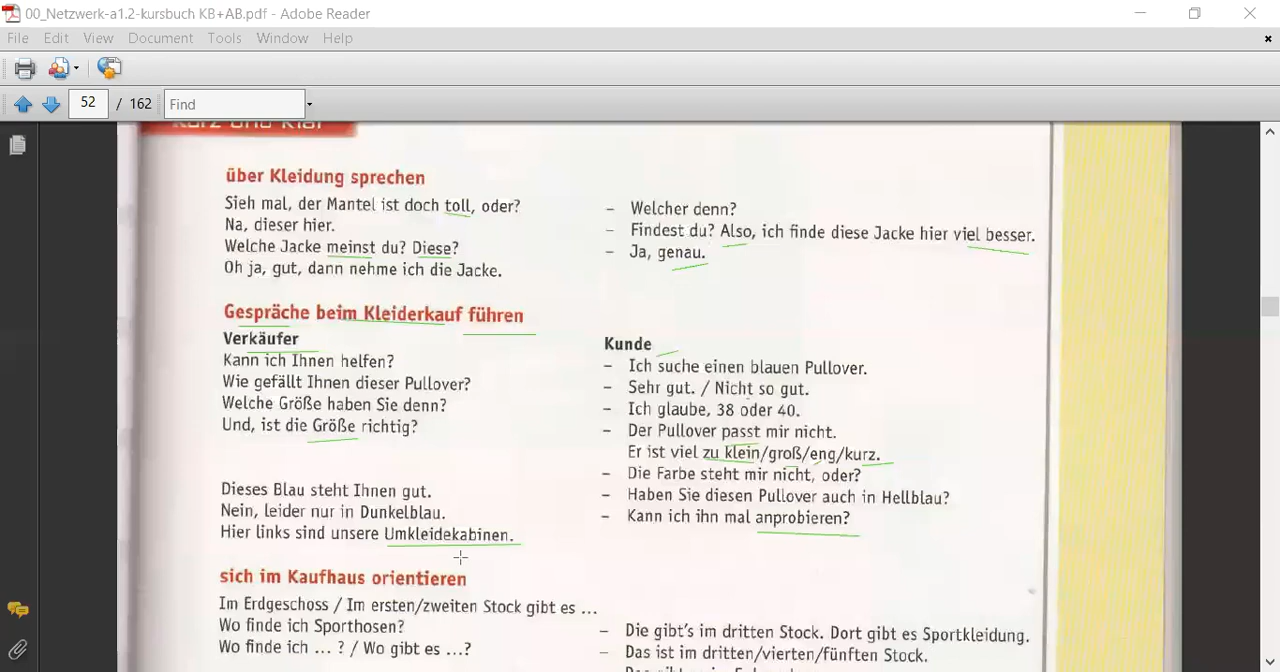 00_Netzwerk-a1.2-kursbuch KB+AB.pdf - Adobe Reader
File Edit View Document Tools Window Help
52 / 162 Find
Kurz und klar
über Kleidung sprechen
Sieh mal, der Mantel ist doch toll, oder?
– Welcher denn?
Na, dieser hier.
– Findest du? Also, ich finde diese Jacke hier viel besser.
Welche Jacke meinst du? Diese?
– Ja, genau.
Oh ja, gut, dann nehme ich die Jacke.
Gespräche beim Kleiderkauf führen
Verkäufer
Kunde
Kann ich Ihnen helfen?
– Ich suche einen blauen Pullover.
Wie gefällt Ihnen dieser Pullover?
– Sehr gut. / Nicht so gut.
Welche Größe haben Sie denn?
– Ich glaube, 38 oder 40.
Und, ist die Größe richtig?
– Der Pullover passt mir nicht.
Er ist viel zu klein/groß/eng/kurz.
– Die Farbe steht mir nicht, oder?
Dieses Blau steht Ihnen gut.
– Haben Sie diesen Pullover auch in Hellblau?
Nein, leider nur in Dunkelblau.
– Kann ich ihn mal anprobieren?
Hier links sind unsere Umkleidekabinen.
sich im Kaufhaus orientieren
Im Erdgeschoss / Im ersten/zweiten Stock gibt es ...
Wo finde ich Sporthosen?
– Die gibt's im dritten Stock. Dort gibt es Sportkleidung.
Wo finde ich ... ? / Wo gibt es ...?
– Das ist im dritten/vierten/fünften Stock.